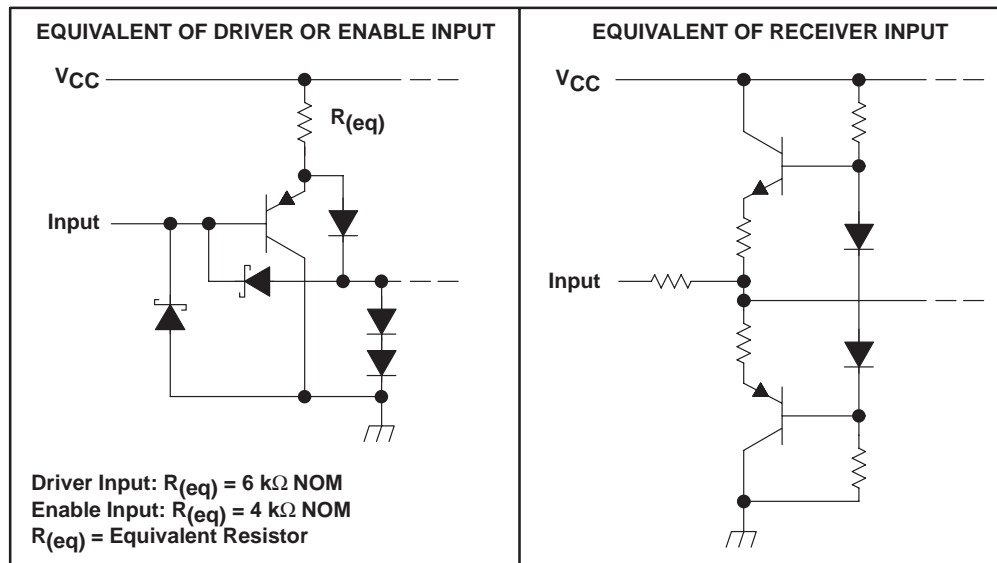 EQUIVALENT OF DRIVER OR ENABLE INPUT
VCC
R(eq)
Input
Driver Input: R(eq) = 6 kΩ NOM
Enable Input: R(eq) = 4 kΩ NOM
R(eq) = Equivalent Resistor
EQUIVALENT OF RECEIVER INPUT
VCC
Input